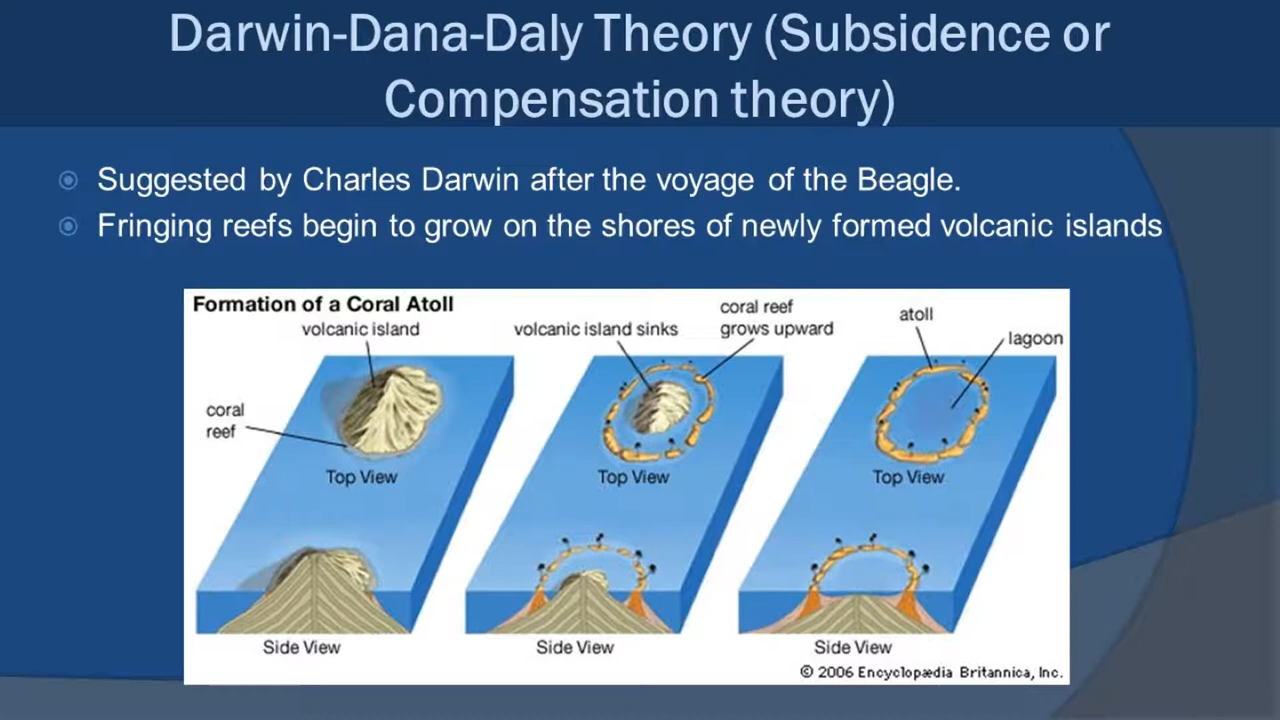 Darwin-Dana-Daly Theory (Subsidence or
Compensation theory)
Suggested by Charles Darwin after the voyage of the Beagle.
Fringing reefs begin to grow on the shores of newly formed volcanic islands
Formation of a Coral Atoll
volcanic island
coral
reef
Top View
Side View
volcanic island sinks
coral reef
grows upward
Top View
Side View
atoll
lagoon
Top View
Side View
© 2006 Encyclopædia Britannica, Inc.